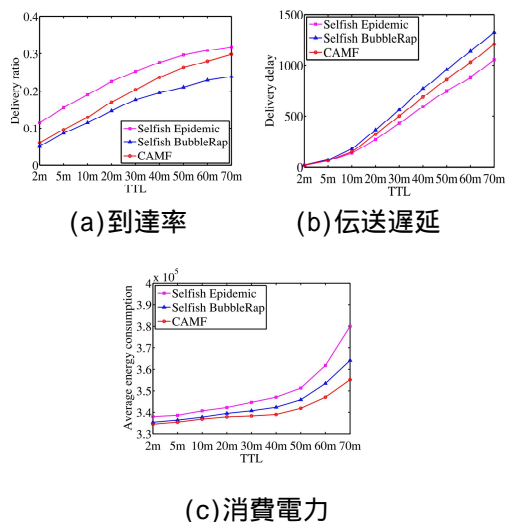 0.4
0.3
0.2
0.1
0
Delivery ratio
Selfish Epidemic
Selfish BubbleRap
CAMF
2m 5m 10m 20m 30m 40m 50m 60m 70m
TTL
(a)到達率
1500
1000
500
0
Delivery delay
Selfish Epidemic
Selfish BubbleRap
CAMF
2m 5m 10m 20m 30m 40m 50m 60m 70m
TTL
(b)伝送遅延
x 10^5
4
3.9
3.8
3.7
3.6
3.5
3.4
3.3
Average energy consumption
Selfish Epidemic
Selfish BubbleRap
CAMF
2m 5m 10m 20m 30m 40m 50m 60m 70m
TTL
(c)消費電力